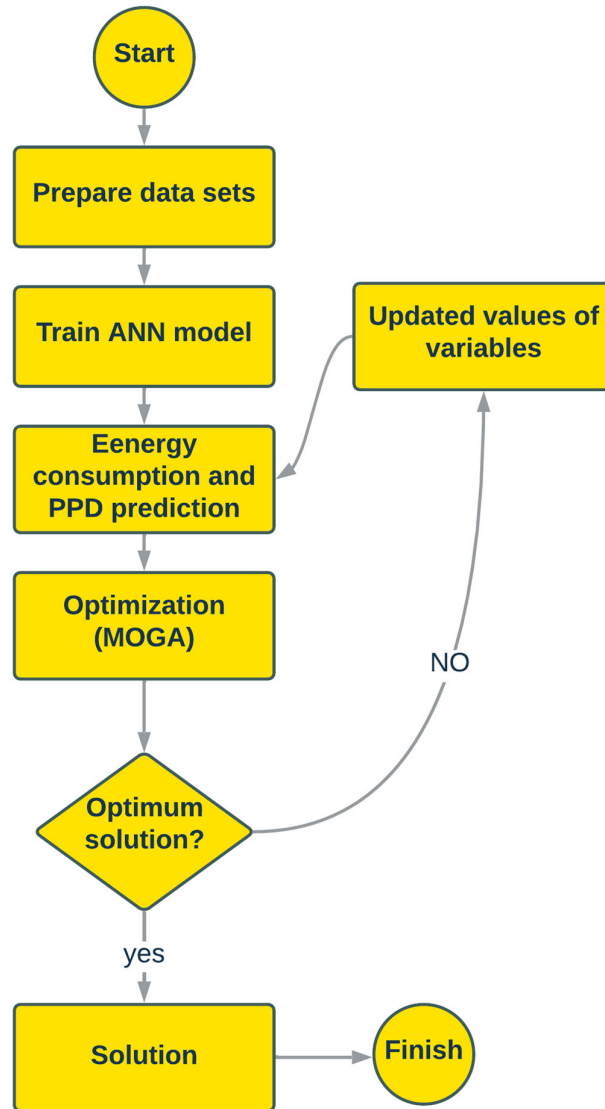 Start
Prepare data sets
Train ANN model
Updated values of
variables
Eenergy
consumption and
PPD prediction
Optimization
(MOGA)
NO
Optimum
solution?
yes
Solution
Finish